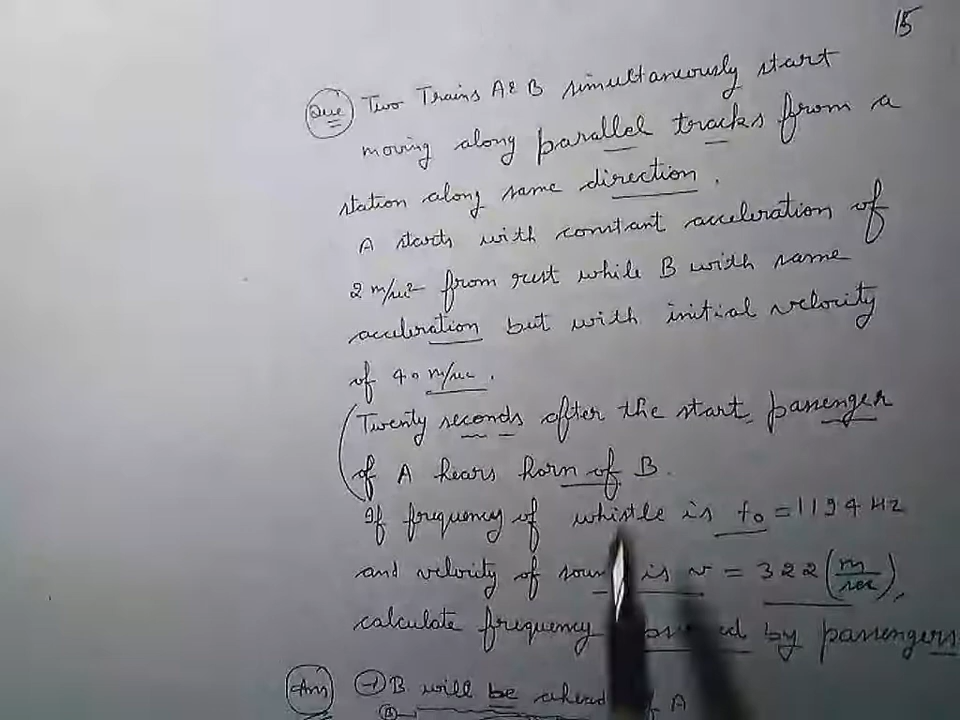 15
Que Two Trains A & B simultaneously start
moving along parallel tracks from a
station along same direction.
A starts with constant acceleration of
2 m/sec² from rest while B with same
acceleration but with initial velocity
of 40 m/sec.
(Twenty seconds after the start, passenger
of A hears horn of B.
If frequency of whistle is f₀ = 1194 Hz
and velocity of sound is v = 322 (m/sec),
calculate frequency by passengers
Ans → B will be ahead of A
B